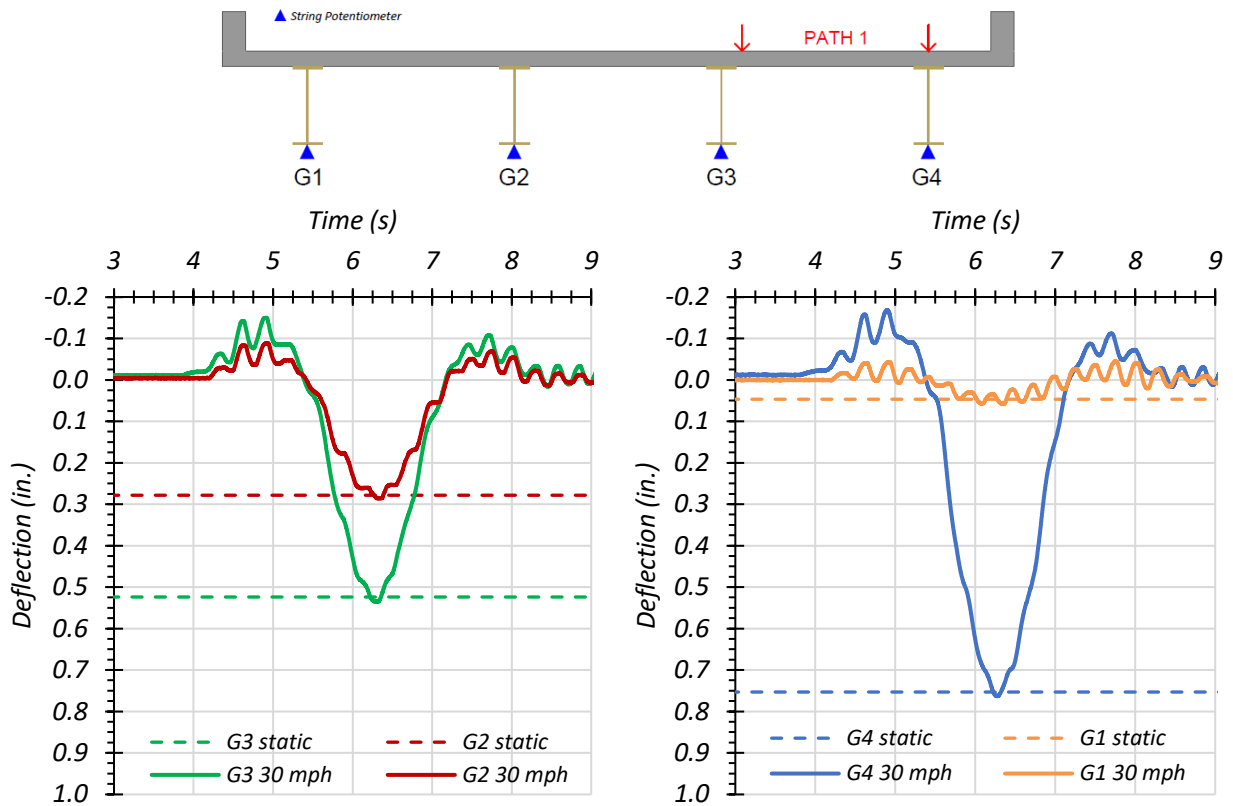 String Potentiometer
PATH 1
G1 G2 G3 G4
Time (s)
3 4 5 6 7 8 9
-0.2
-0.1
0.0
0.1
0.2
0.3
0.4
0.5
0.6
0.7
0.8
0.9
1.0
Deflection (in.)
G3 static G2 static
G3 30 mph G2 30 mph
Time (s)
3 4 5 6 7 8 9
-0.2
-0.1
0.0
0.1
0.2
0.3
0.4
0.5
0.6
0.7
0.8
0.9
1.0
Deflection (in.)
G4 static G1 static
G4 30 mph G1 30 mph